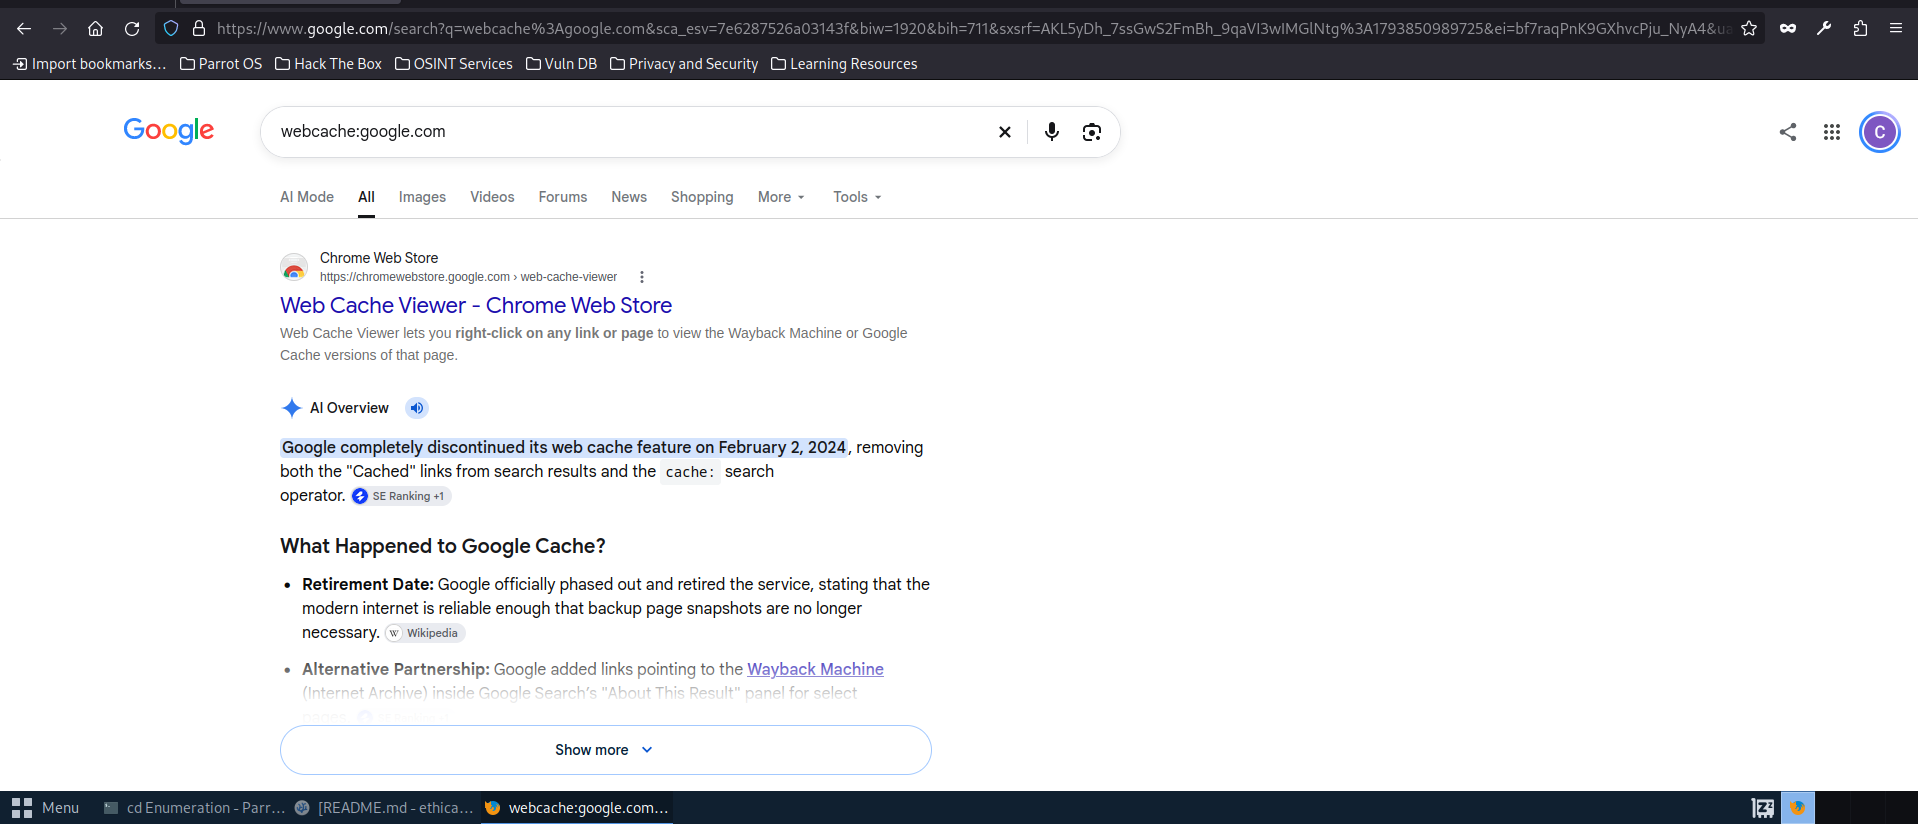 https://www.google.com/search?q=webcache%3Agoogle.com&sca_esv=7e6287526a03143f&biw=1920&bih=711&sxsrf=AKL5yDh_7ssGwS2FmBh_9qaVI3wIMGlNtg%3A1793850989725&ei=bf7raqPnK9GXhvcPju_NyA4&ua
Import bookmarks… Parrot OS Hack The Box OSINT Services Vuln DB Privacy and Security Learning Resources
Google webcache:google.com C
AI Mode All Images Videos Forums News Shopping More Tools
Chrome Web Store
https://chromewebstore.google.com › web-cache-viewer
Web Cache Viewer - Chrome Web Store
Web Cache Viewer lets you right-click on any link or page to view the Wayback Machine or Google
Cache versions of that page.
AI Overview
Google completely discontinued its web cache feature on February 2, 2024, removing
both the "Cached" links from search results and the cache: search
operator. SE Ranking +1
What Happened to Google Cache?
• Retirement Date: Google officially phased out and retired the service, stating that the
modern internet is reliable enough that backup page snapshots are no longer
necessary. W Wikipedia
• Alternative Partnership: Google added links pointing to the Wayback Machine
(Internet Archive) inside Google Search’s "About This Result" panel for select
Show more
Menu cd Enumeration - Parr… [README.md - ethica… webcache:google.com…